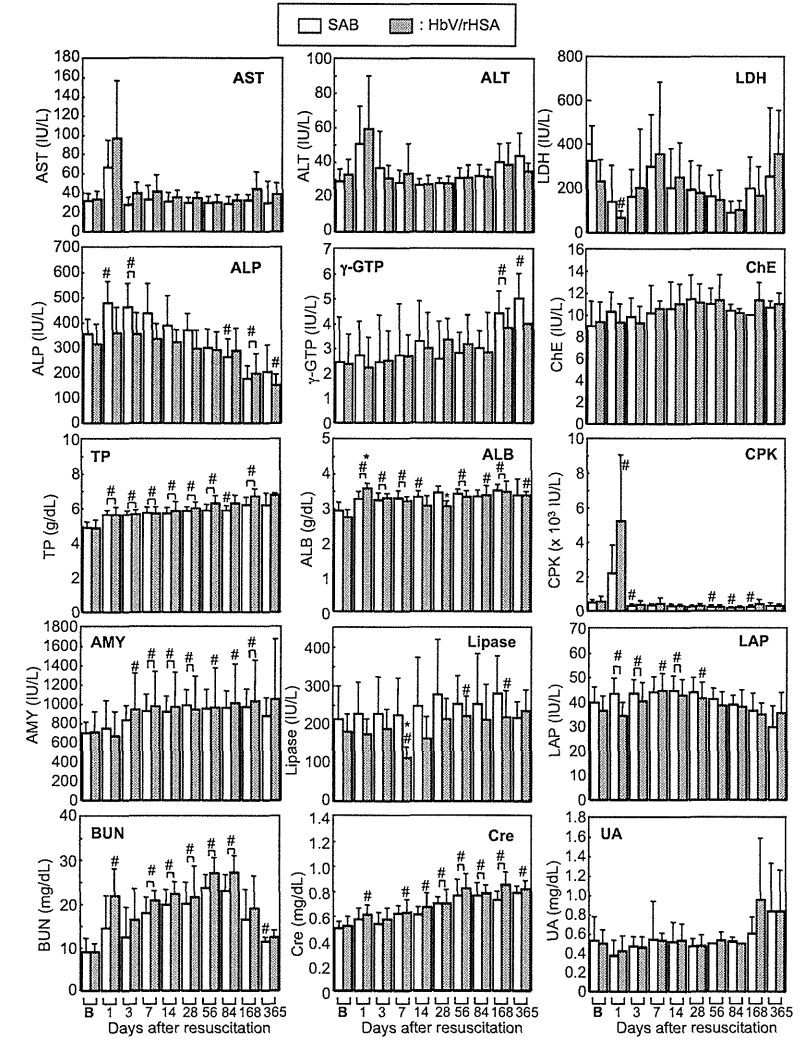 SAB : HbV/rHSA
180
160
140
120
100
80
60
40
20
0
AST (IU/L)
AST
100
80
60
40
20
0
ALT (IU/L)
ALT
800
600
400
200
0
LDH (IU/L)
LDH
#
700
600
500
400
300
200
100
0
ALP (IU/L)
ALP
# # # # #
7
6
5
4
3
2
1
0
γ-GTP (IU/L)
γ-GTP
# #
16
14
12
10
8
6
4
2
0
ChE (IU/L)
ChE
10
8
6
4
2
0
TP (g/dL)
TP
# # # # # # # #
5
4
3
2
1
0
ALB (g/dL)
ALB
* # # # # * # # # #
10
8
6
4
2
0
CPK (x 10³ IU/L)
CPK
# # # # #
1800
1600
1400
1200
1000
800
600
400
200
0
AMY (IU/L)
AMY
# # # # # # #
400
300
200
100
0
Lipase (IU/L)
Lipase
* # # #
70
60
50
40
30
20
10
0
LAP (IU/L)
LAP
# # # # #
40
30
20
10
0
BUN (mg/dL)
BUN
# # # # # # #
1.4
1.2
1.0
0.8
0.6
0.4
0.2
0
Cre (mg/dL)
Cre
# # # # # # # #
1.8
1.6
1.4
1.2
1.0
0.8
0.6
0.4
0.2
0
UA (mg/dL)
UA
B 1 3 7 14 28 56 84 168 365
Days after resuscitation
B 1 3 7 14 28 56 84 168 365
Days after resuscitation
B 1 3 7 14 28 56 84 168 365
Days after resuscitation